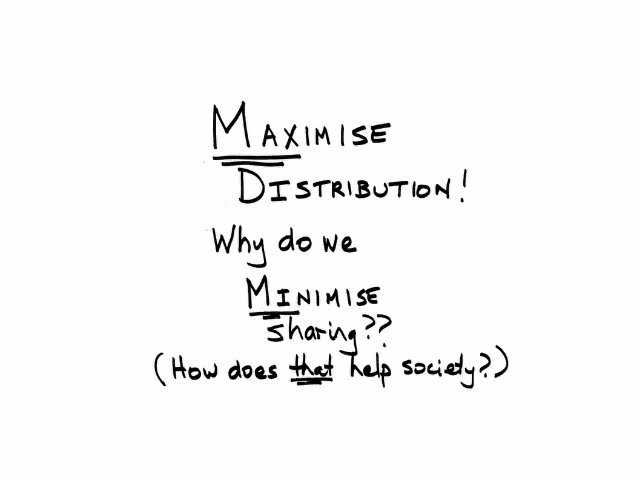 MAXIMISE
DISTRIBUTION!
Why do we
MINIMISE
sharing??
(How does that help society?)